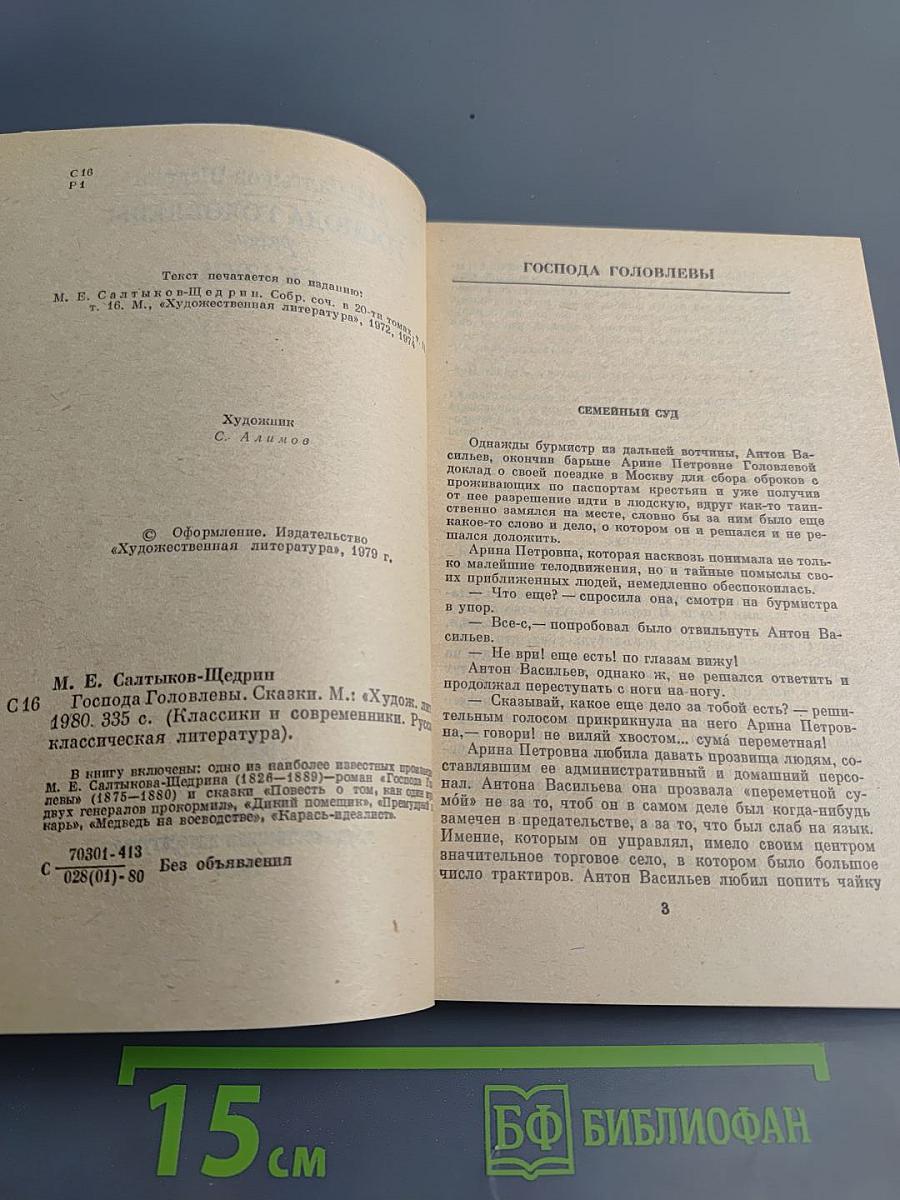 С16
Р1
Текст печатается по изданию:
М. Е. Салтыков-Щедрин. Собр. соч. в 20-ти томах,
т. 16. М., «Художественная литература», 1972, 1974
Художник
С. Алимов
© Оформление. Издательство
«Художественная литература», 1979 г.
М. Е. Салтыков-Щедрин
С16 Господа Головлевы. Сказки. М.: «Худож.
1980. 335 с. (Классики и современники.
классическая литература).
В книгу включены: одно из наиболее известных
М. Е. Салтыкова-Щедрина (1826—1889)—роман «Господа
левы» (1875—1880) и сказки «Повесть о том, как один
двух генералов прокормил», «Дикий помещик», «Премудрый
карь», «Медведь на воеводстве», «Карась-идеалист».
С 70301-413
028(01)-80 Без объявления
ГОСПОДА ГОЛОВЛЕВЫ
СЕМЕЙНЫЙ СУД
Однажды бурмистр из дальней вотчины, Антон Ва-
сильев, окончив барыне Арине Петровне Головлевой
доклад о своей поездке в Москву для сбора оброков с
проживающих по паспортам крестьян и уже получив
от нее разрешение идти в людскую, вдруг как-то таин-
ственно замялся на месте, словно бы за ним было еще
какое-то слово и дело, о котором он и решался и не ре-
шался доложить.
Арина Петровна, которая насквозь понимала не толь-
ко малейшие телодвижения, но и тайные помыслы сво-
их приближенных людей, немедленно обеспокоилась.
— Что еще? — спросила она, смотря на бурмистра
в упор.
— Все-с,— попробовал было отвильнуть Антон Ва-
сильев.
— Не ври! еще есть! по глазам вижу!
Антон Васильев, однако ж, не решался ответить и
продолжал переступать с ноги на ногу.
— Сказывай, какое еще дело за тобой есть? — реши-
тельным голосом прикрикнула на него Арина Петров-
на,— говори! не виляй хвостом... сума́ переметная!
Арина Петровна любила давать прозвища людям, со-
ставлявшим ее административный и домашний персо-
нал. Антона Васильева она прозвала «переметной су-
мо́й» не за то, чтоб он в самом деле был когда-нибудь
замечен в предательстве, а за то, что был слаб на язык.
Имение, которым он управлял, имело своим центром
значительное торговое село, в котором было большое
число трактиров. Антон Васильев любил попить чайку
3
15 см
БФ БИБЛИОФАН